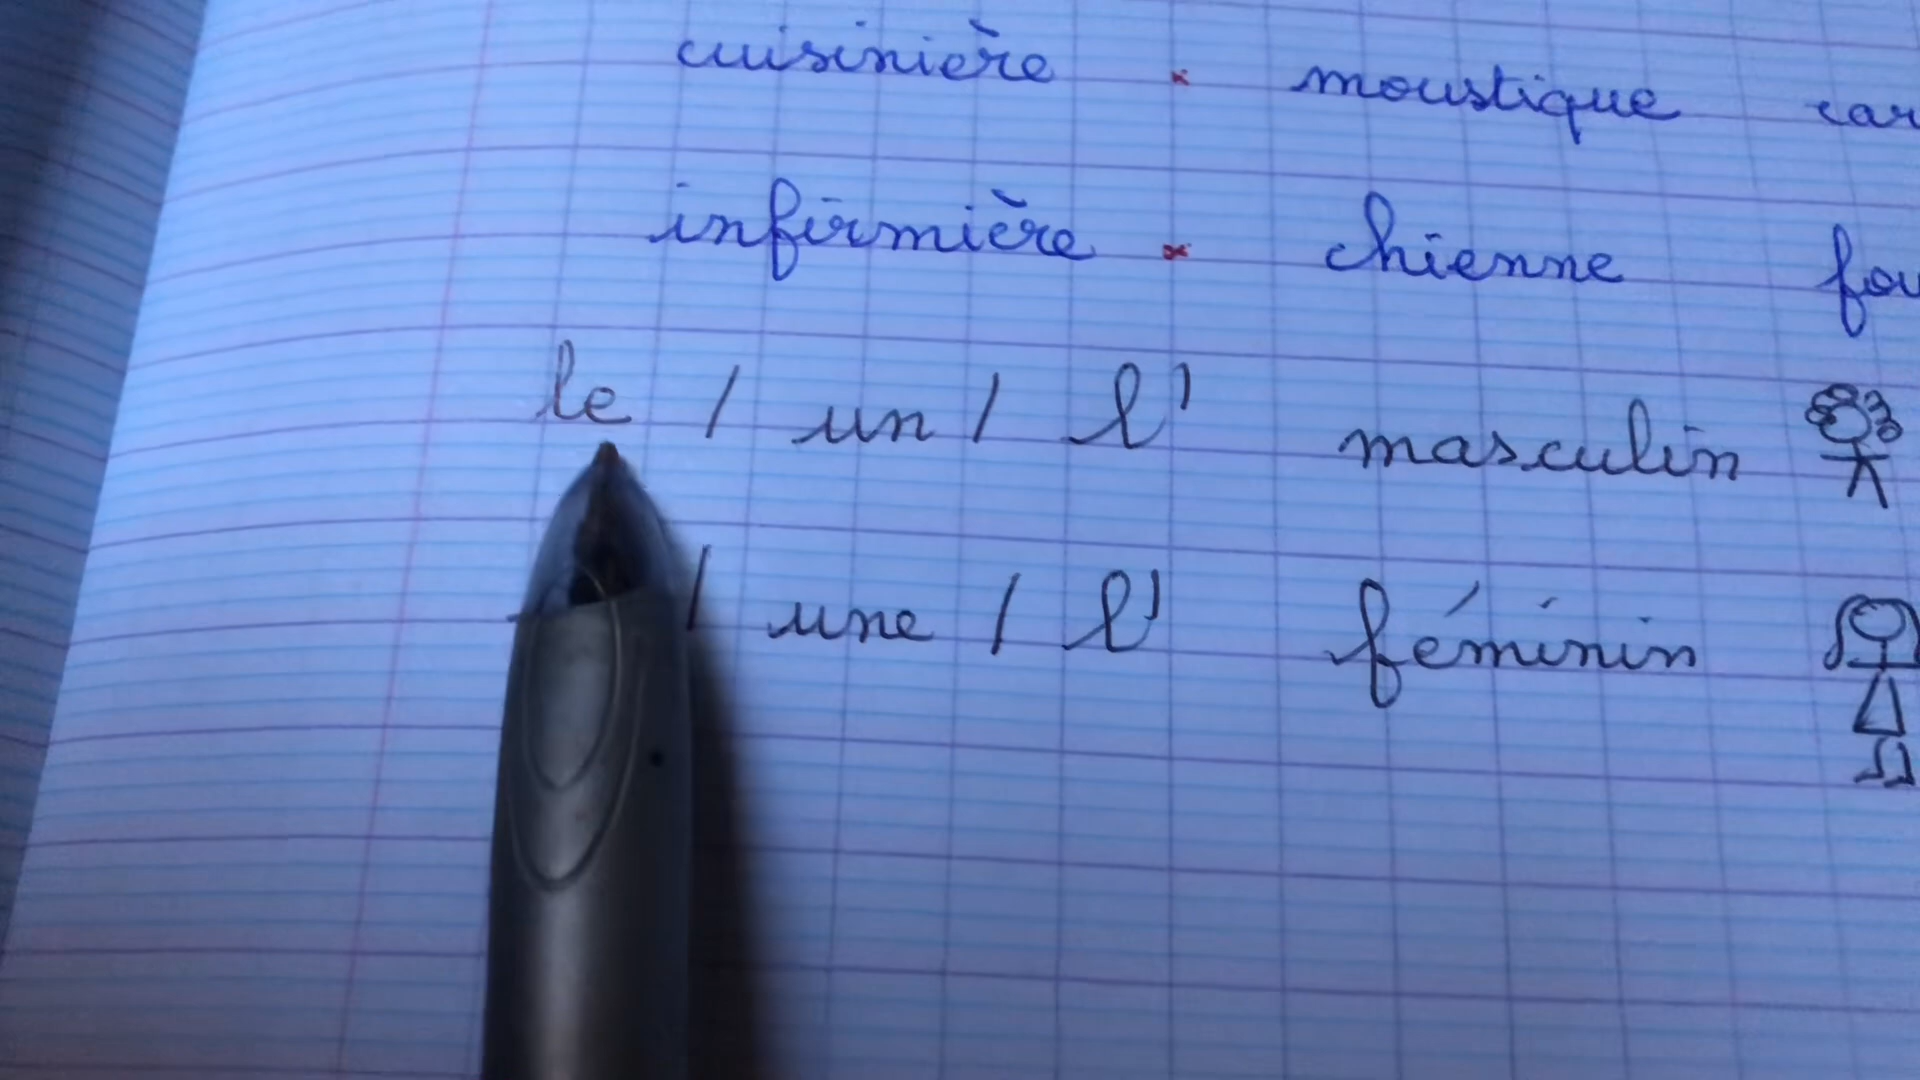 cuisinière moustique
infirmière chienne
le / un / l' masculin
/ une / l' féminin